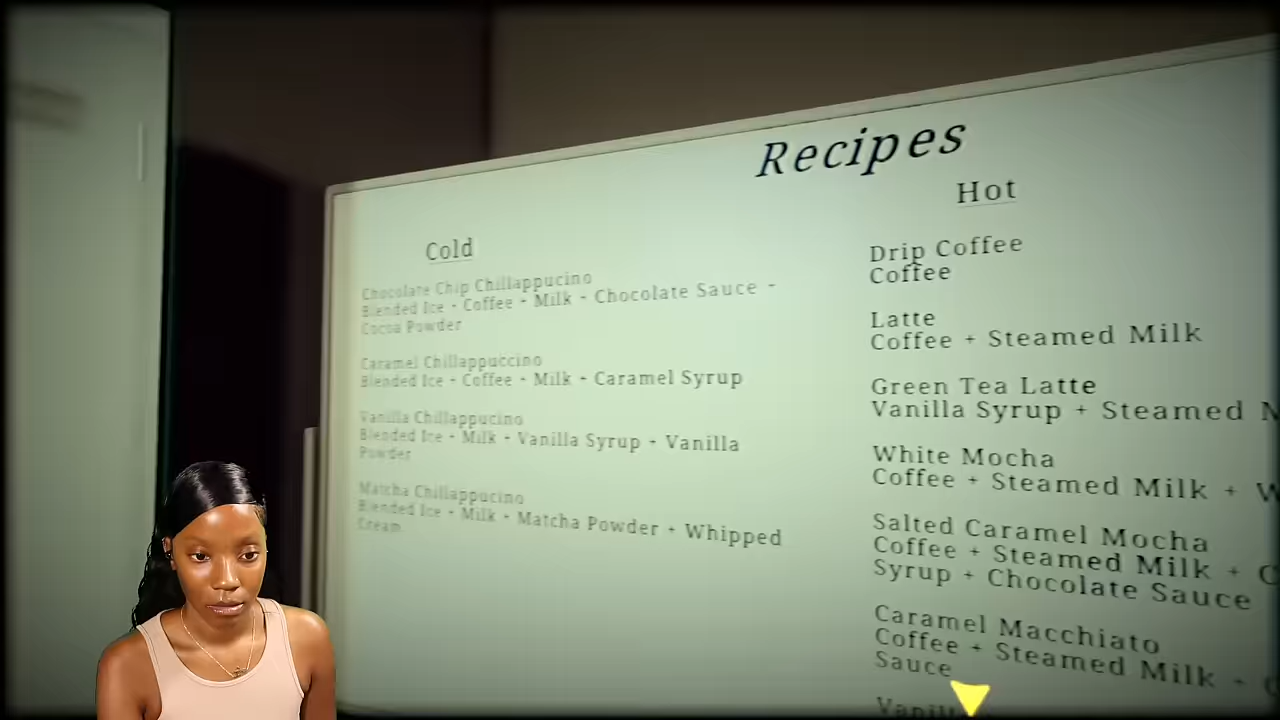 Recipes
Cold
Chocolate Chip Chillappucino
Blended Ice + Coffee + Milk + Chocolate Sauce +
Cocoa Powder
Caramel Chillappuccino
Blended Ice + Coffee + Milk + Caramel Syrup
Vanilla Chillappucino
Blended Ice + Milk + Vanilla Syrup + Vanilla
Powder
Matcha Chillappucino
Blended Ice + Milk + Matcha Powder + Whipped
Cream
Hot
Drip Coffee
Coffee
Latte
Coffee + Steamed Milk
Green Tea Latte
Vanilla Syrup + Steamed
White Mocha
Coffee + Steamed Milk +
Salted Caramel Mocha
Coffee + Steamed Milk +
Syrup + Chocolate Sauce
Caramel Macchiato
Coffee + Steamed Milk +
Sauce